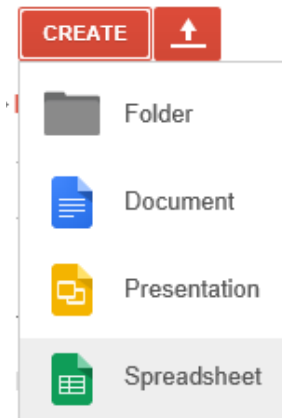 CREATE
Folder
Document
Presentation
Spreadsheet